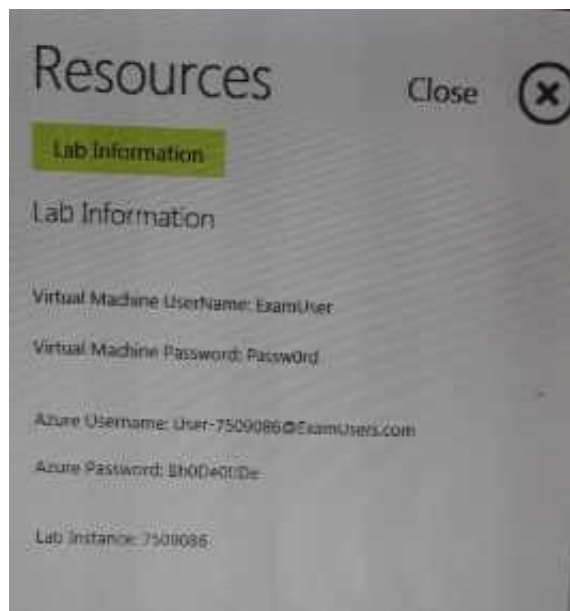 Resources
Close
Lab Information
Lab Information
Virtual Machine UserName: ExamUser
Virtual Machine Password: Passw0rd
Azure Username: User-7509086@ExamUsers.com
Azure Password:
Lab Instance: 7509086